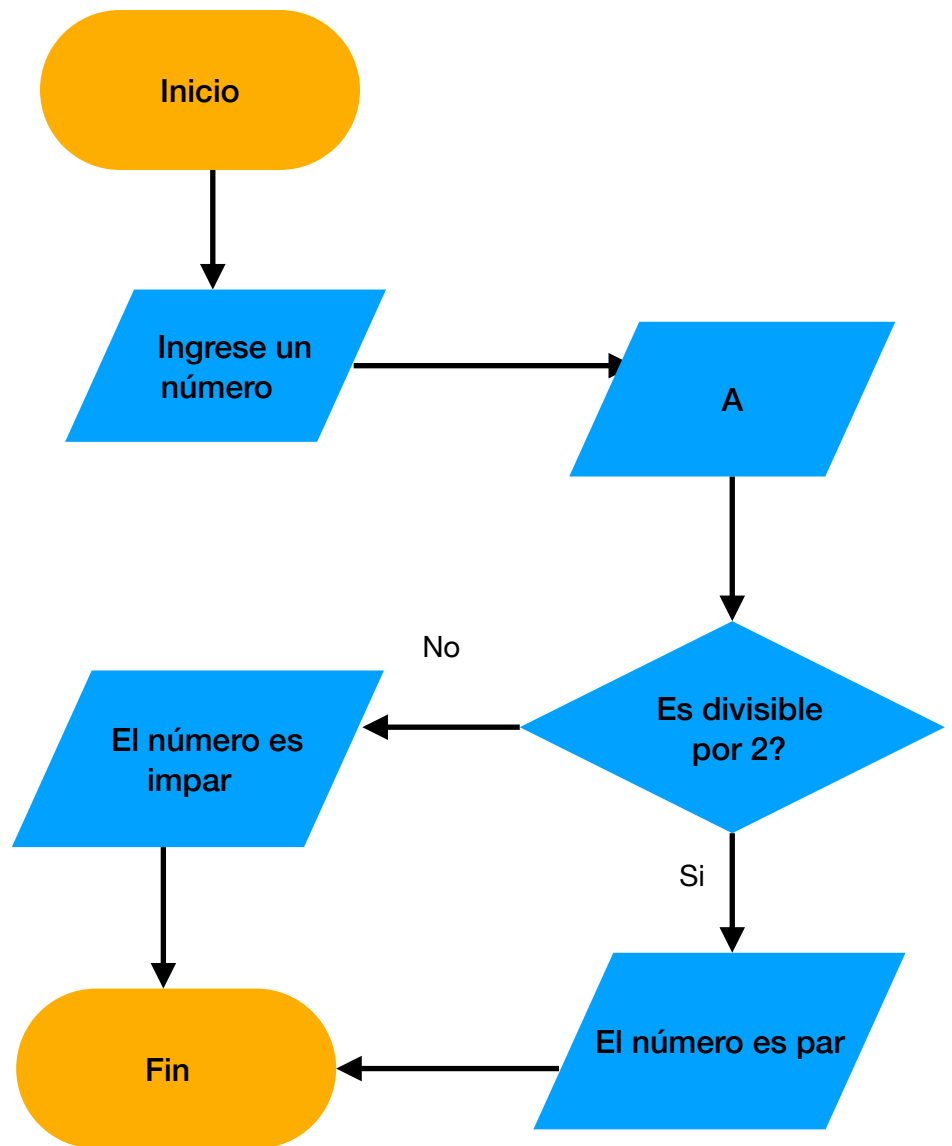 Inicio
Ingrese un
número
A
Es divisible
por 2?
No
El número es
impar
Si
El número es par
Fin